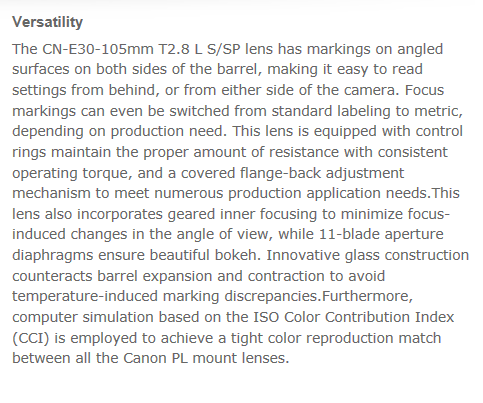 Versatility
The CN-E30-105mm T2.8 L S/SP lens has markings on angled
surfaces on both sides of the barrel, making it easy to read
settings from behind, or from either side of the camera. Focus
markings can even be switched from standard labeling to metric,
depending on production need. This lens is equipped with control
rings maintain the proper amount of resistance with consistent
operating torque, and a covered flange-back adjustment
mechanism to meet numerous production application needs.This
lens also incorporates geared inner focusing to minimize focus-
induced changes in the angle of view, while 11-blade aperture
diaphragms ensure beautiful bokeh. Innovative glass construction
counteracts barrel expansion and contraction to avoid
temperature-induced marking discrepancies.Furthermore,
computer simulation based on the ISO Color Contribution Index
(CCI) is employed to achieve a tight color reproduction match
between all the Canon PL mount lenses.